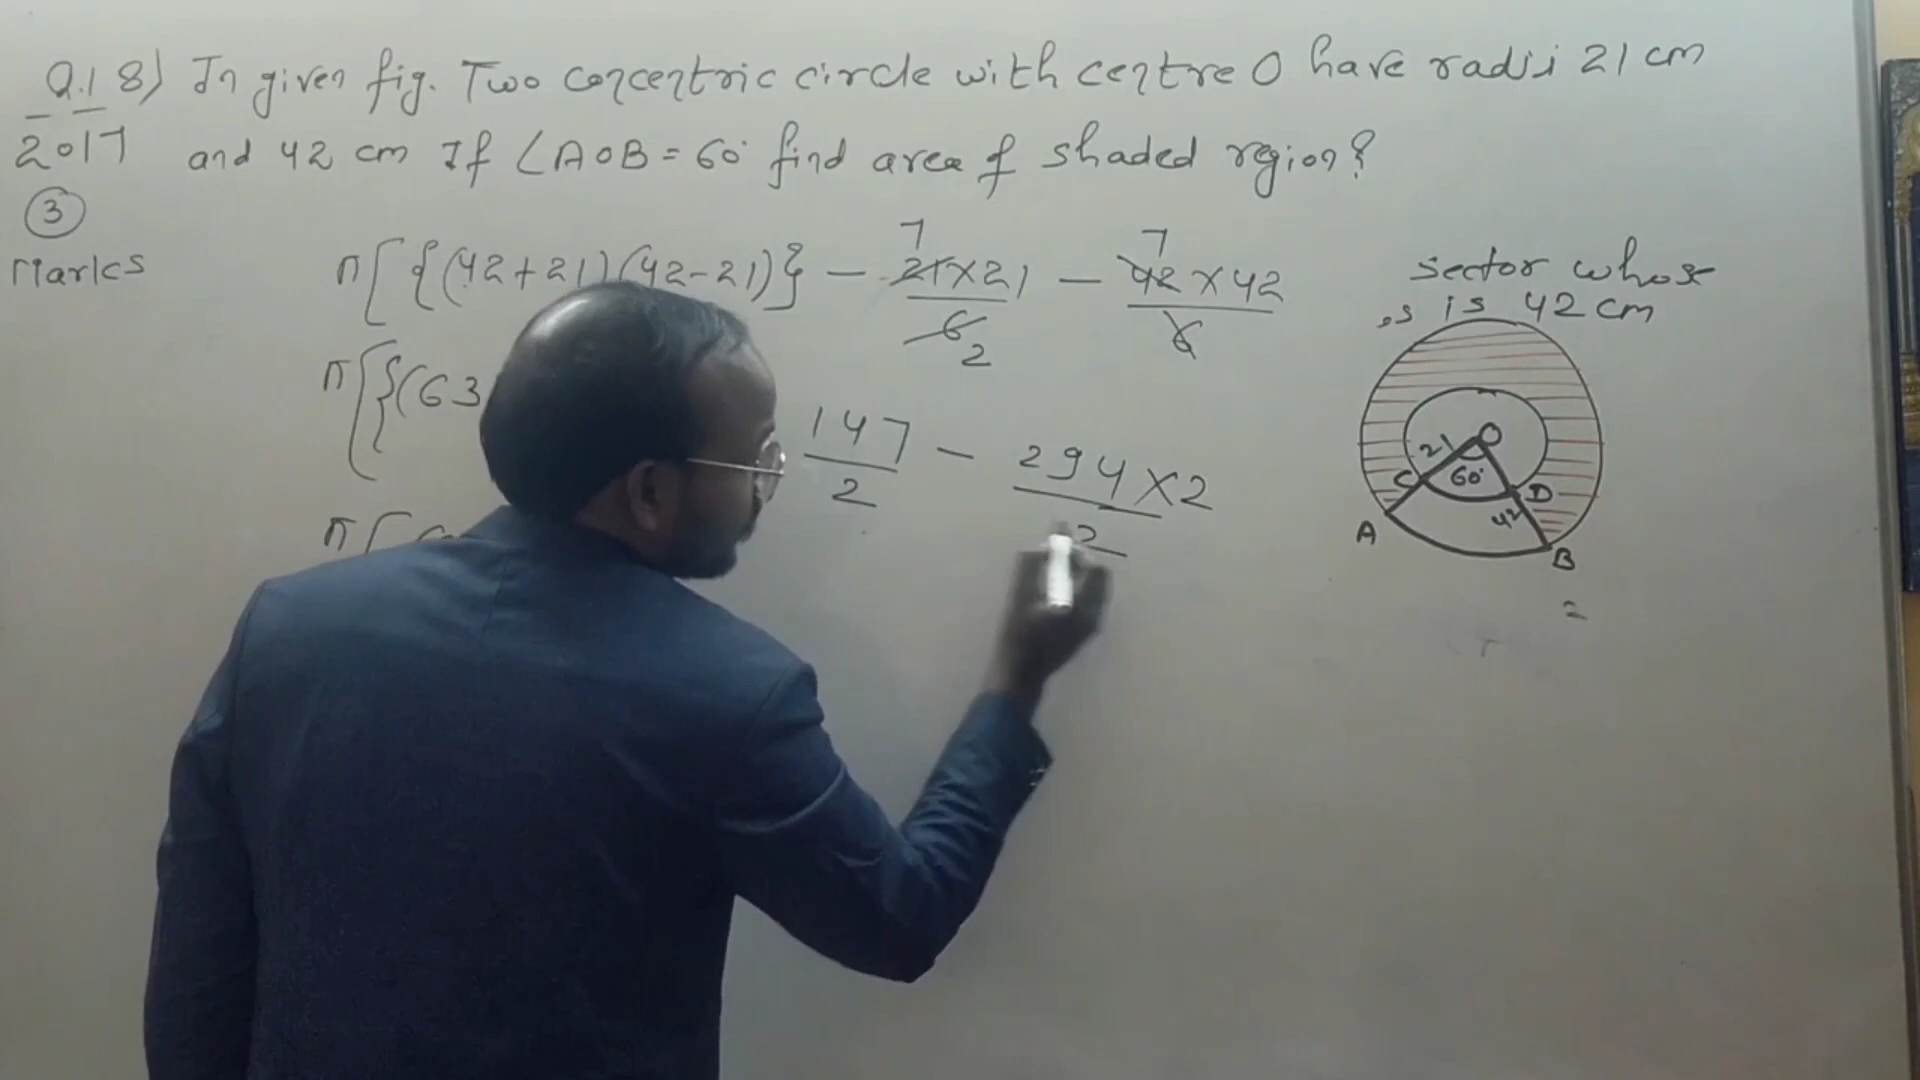 Q.18) In given fig. Two concentric circle with centre O have radii 21 cm
2017 and 42 cm If ∠AOB = 60° find area of shaded region?
3
Marks
π[{(42+21)(42-21)} - 21×21/6 - 42×42/6
7 7
2
π[{(63
147/2 - 294×2/2
π[
sector whose
is 42 cm
O
21
C 60° D
42
A B
=